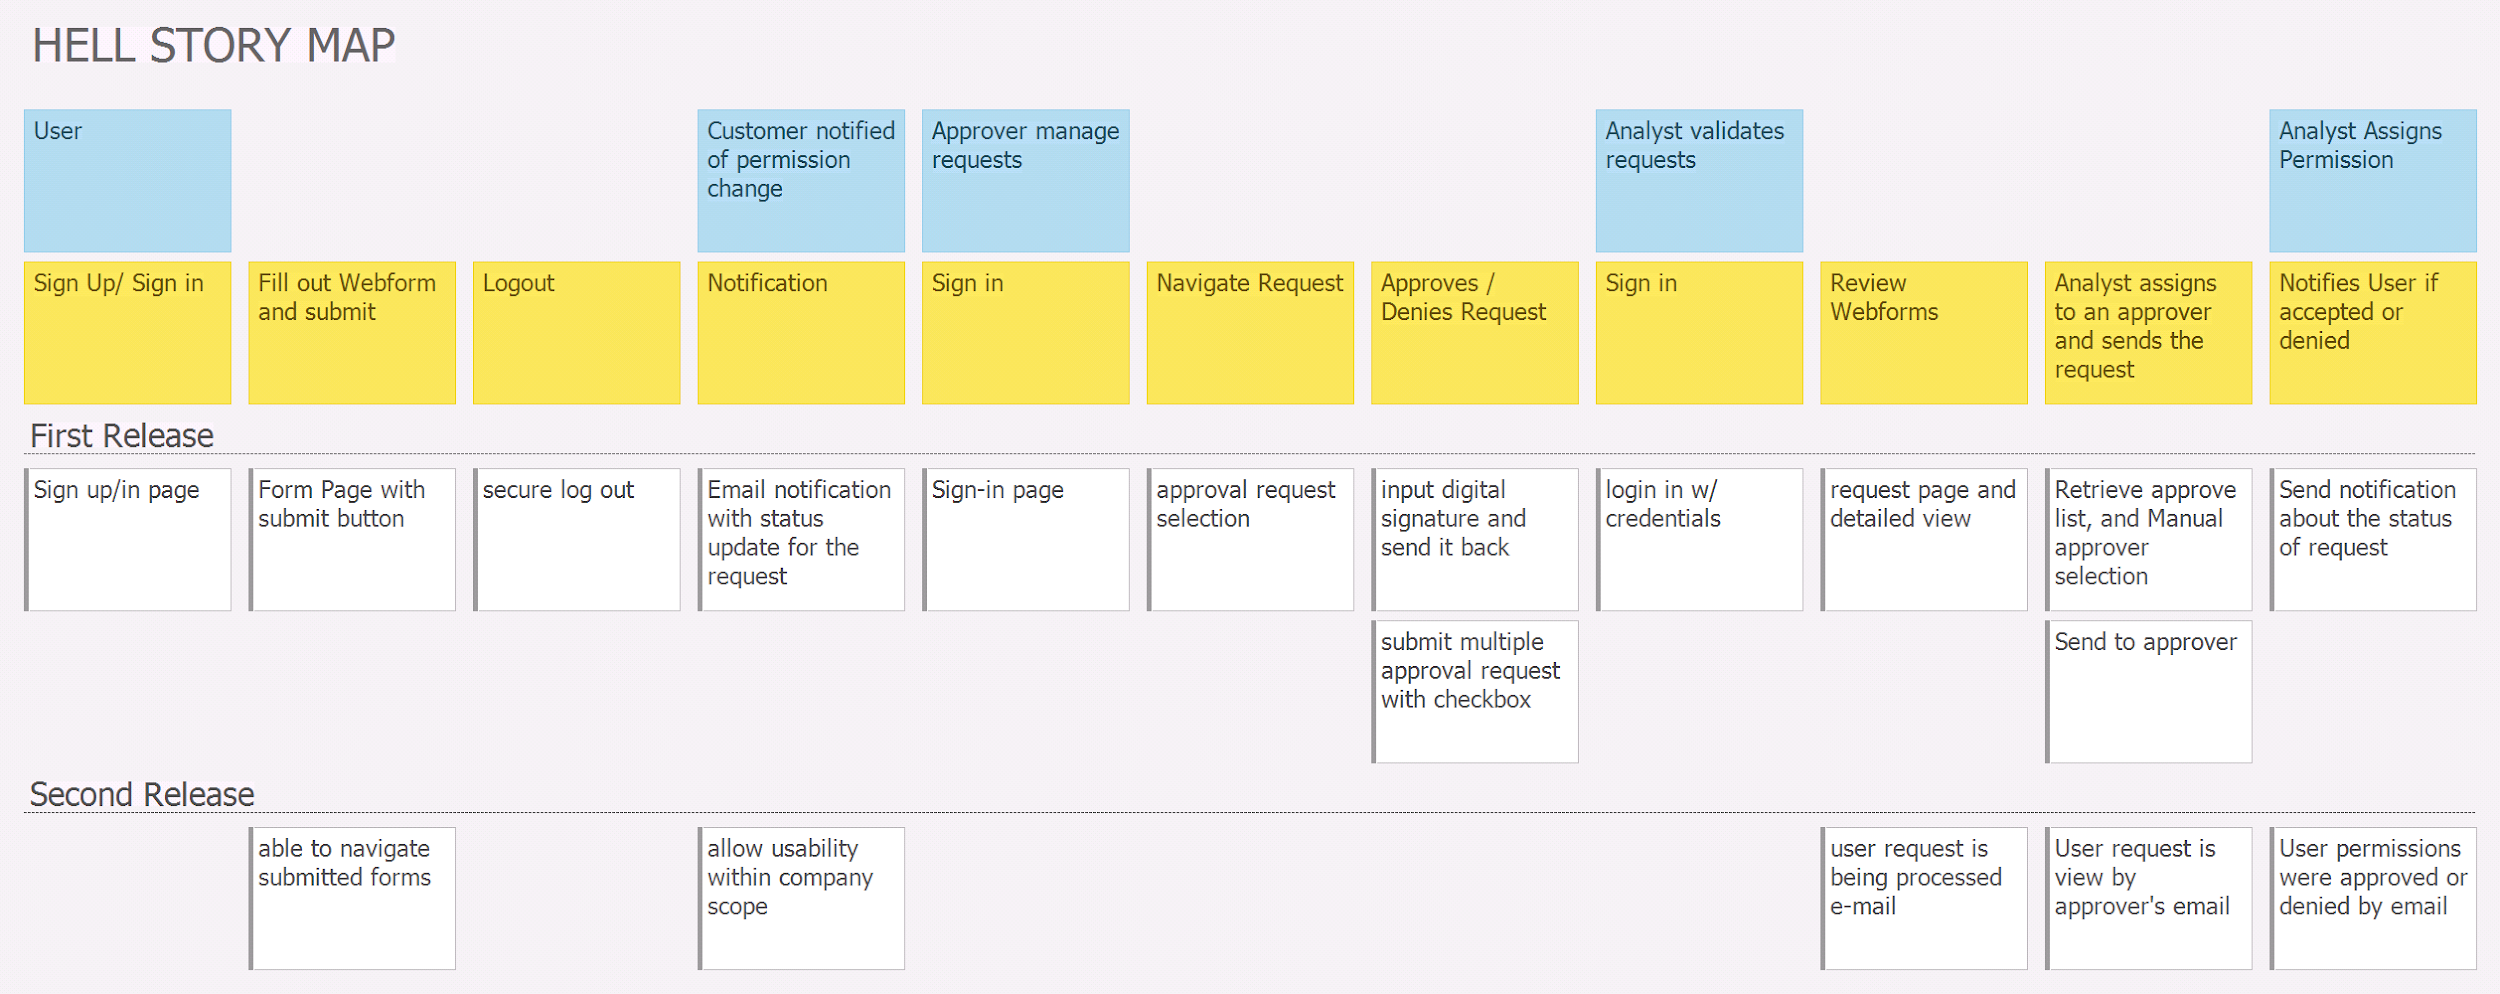 HELL STORY MAP
User
Customer notified
of permission
change
Approver manage
requests
Analyst validates
requests
Analyst Assigns
Permission
Sign Up/ Sign in
Fill out Webform
and submit
Logout
Notification
Sign in
Navigate Request
Approves /
Denies Request
Sign in
Review
Webforms
Analyst assigns
to an approver
and sends the
request
Notifies User if
accepted or
denied
First Release
Sign up/in page
Form Page with
submit button
secure log out
Email notification
with status
update for the
request
Sign-in page
approval request
selection
input digital
signature and
send it back
login in w/
credentials
request page and
detailed view
Retrieve approve
list, and Manual
approver
selection
Send notification
about the status
of request
submit multiple
approval request
with checkbox
Send to approver
Second Release
able to navigate
submitted forms
allow usability
within company
scope
user request is
being processed
e-mail
User request is
view by
approver's email
User permissions
were approved or
denied by email